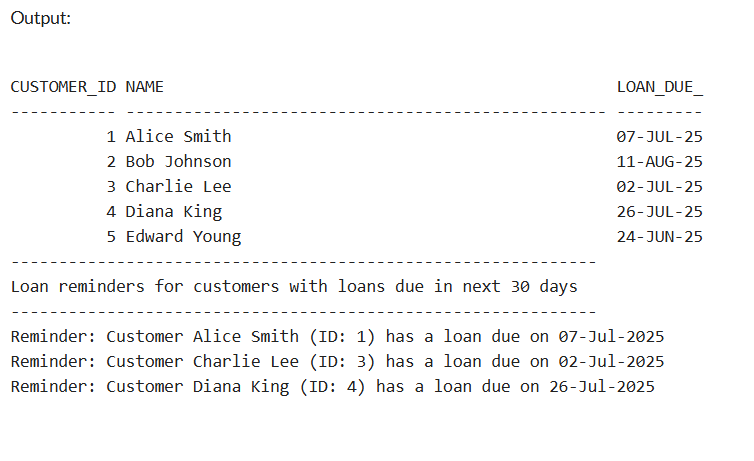 Output:
CUSTOMER_ID NAME                                               LOAN_DUE_
----------- -------------------------------------------------- ---------
          1 Alice Smith                                        07-JUL-25
          2 Bob Johnson                                        11-AUG-25
          3 Charlie Lee                                        02-JUL-25
          4 Diana King                                         26-JUL-25
          5 Edward Young                                       24-JUN-25
-------------------------------------------------------------
Loan reminders for customers with loans due in next 30 days
-------------------------------------------------------------
Reminder: Customer Alice Smith (ID: 1) has a loan due on 07-Jul-2025
Reminder: Customer Charlie Lee (ID: 3) has a loan due on 02-Jul-2025
Reminder: Customer Diana King (ID: 4) has a loan due on 26-Jul-2025